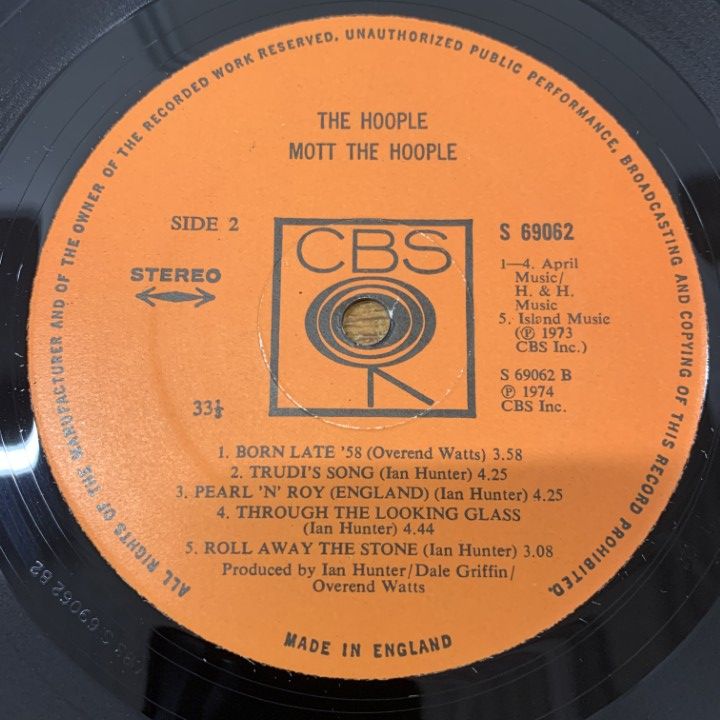 ALL RIGHTS OF THE MANUFACTURER AND OF THE OWNER OF THE RECORDED WORK RESERVED. UNAUTHORIZED PUBLIC PERFORMANCE, BROADCASTING AND COPYING OF THIS RECORD PROHIBITED.
THE HOOPLE
MOTT THE HOOPLE
SIDE 2
STEREO
33⅓
CBS
S 69062
1—4. April
Music/
H. & H.
Music
5. Island Music
(℗ 1973
CBS Inc.)
S 69062 B
℗ 1974
CBS Inc.
1. BORN LATE '58 (Overend Watts) 3.58
2. TRUDI'S SONG (Ian Hunter) 4.25
3. PEARL 'N' ROY (ENGLAND) (Ian Hunter) 4.25
4. THROUGH THE LOOKING GLASS
(Ian Hunter) 4.44
5. ROLL AWAY THE STONE (Ian Hunter) 3.08
Produced by Ian Hunter/Dale Griffin/
Overend Watts
MADE IN ENGLAND
S 69062 B2